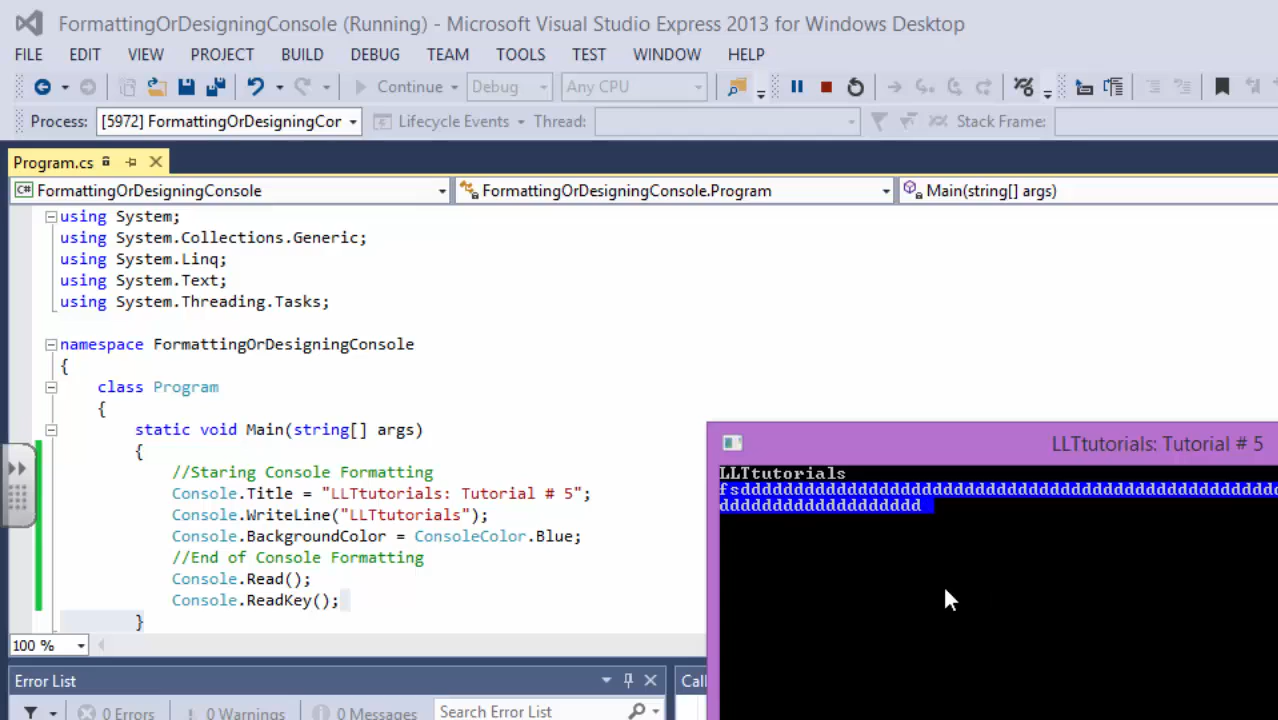 FormattingOrDesigningConsole (Running) - Microsoft Visual Studio Express 2013 for Windows Desktop
FILE EDIT VIEW PROJECT BUILD DEBUG TEAM TOOLS TEST WINDOW HELP
Continue Debug Any CPU
Process: [5972] FormattingOrDesigningCor Lifecycle Events Thread: Stack Frame:
Program.cs
C# FormattingOrDesigningConsole FormattingOrDesigningConsole.Program Main(string[] args)
using System;
using System.Collections.Generic;
using System.Linq;
using System.Text;
using System.Threading.Tasks;
namespace FormattingOrDesigningConsole
{
class Program
{
static void Main(string[] args)
{
//Staring Console Formatting
Console.Title = "LLTtutorials: Tutorial # 5";
Console.WriteLine("LLTtutorials");
Console.BackgroundColor = ConsoleColor.Blue;
//End of Console Formatting
Console.Read();
Console.ReadKey();
}
100 %
LLTtutorials: Tutorial # 5
LLTtutorials
Error List
Call
0 Errors 0 Warnings 0 Messages Search Error List